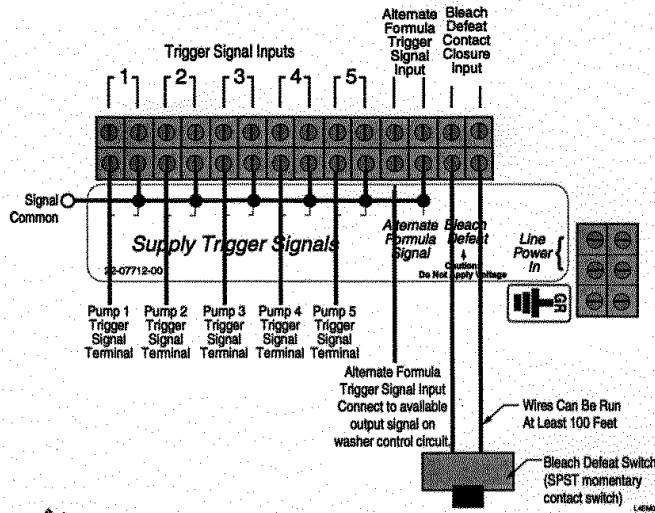 Trigger Signal Inputs
1 2 3 4 5
Alternate
Formula
Trigger
Signal
Input
Bleach
Defeat
Contact
Closure
Input
Signal
Common
Supply Trigger Signals
22-07712-00
Alternate
Formula
Signal
Bleach
Defeat
Caution:
Do Not Apply Voltage
Line
Power
In
GR
Pump 1
Trigger
Signal
Terminal
Pump 2
Trigger
Signal
Terminal
Pump 3
Trigger
Signal
Terminal
Pump 4
Trigger
Signal
Terminal
Pump 5
Trigger
Signal
Terminal
Alternate Formula
Trigger Signal Input
Connect to available
output signal on
washer control circuit.
Wires Can Be Run
At Least 100 Feet
Bleach Defeat Switch
(SPST momentary
contact switch)